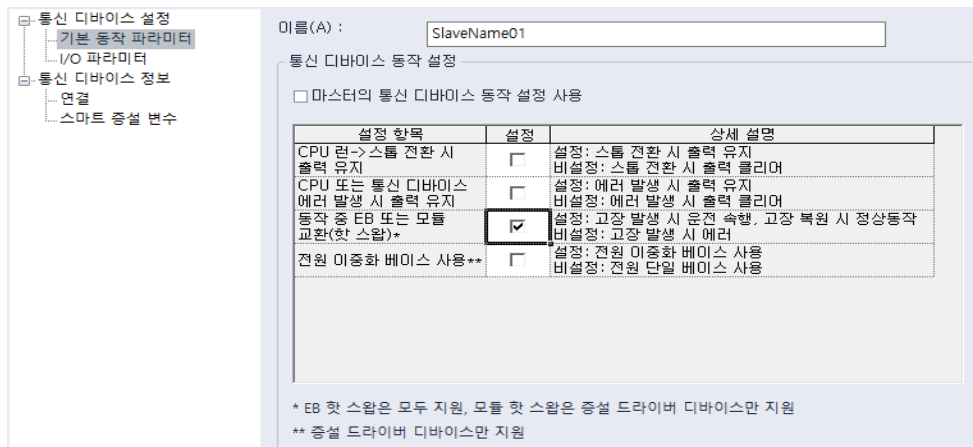 통신 디바이스 설정
기본 동작 파라미터
I/O 파라미터
통신 디바이스 정보
연결
스마트 증설 변수
이름(A) :
SlaveName01
통신 디바이스 동작 설정
마스터의 통신 디바이스 동작 설정 사용
설정 항목 설정 상세 설명
CPU 런->스톱 전환 시
출력 유지
설정: 스톱 전환 시 출력 유지
비설정: 스톱 전환 시 출력 클리어
CPU 또는 통신 디바이스
에러 발생 시 출력 유지
설정: 에러 발생 시 출력 유지
비설정: 에러 발생 시 출력 클리어
동작 중 EB 또는 모듈
교환(핫 스왑)*
설정: 고장 발생 시 운전 속행, 고장 복원 시 정상동작
비설정: 고장 발생 시 에러
전원 이중화 베이스 사용**
설정: 전원 이중화 베이스 사용
비설정: 전원 단일 베이스 사용
* EB 핫 스왑은 모두 지원, 모듈 핫 스왑은 증설 드라이버 디바이스만 지원
** 증설 드라이버 디바이스만 지원